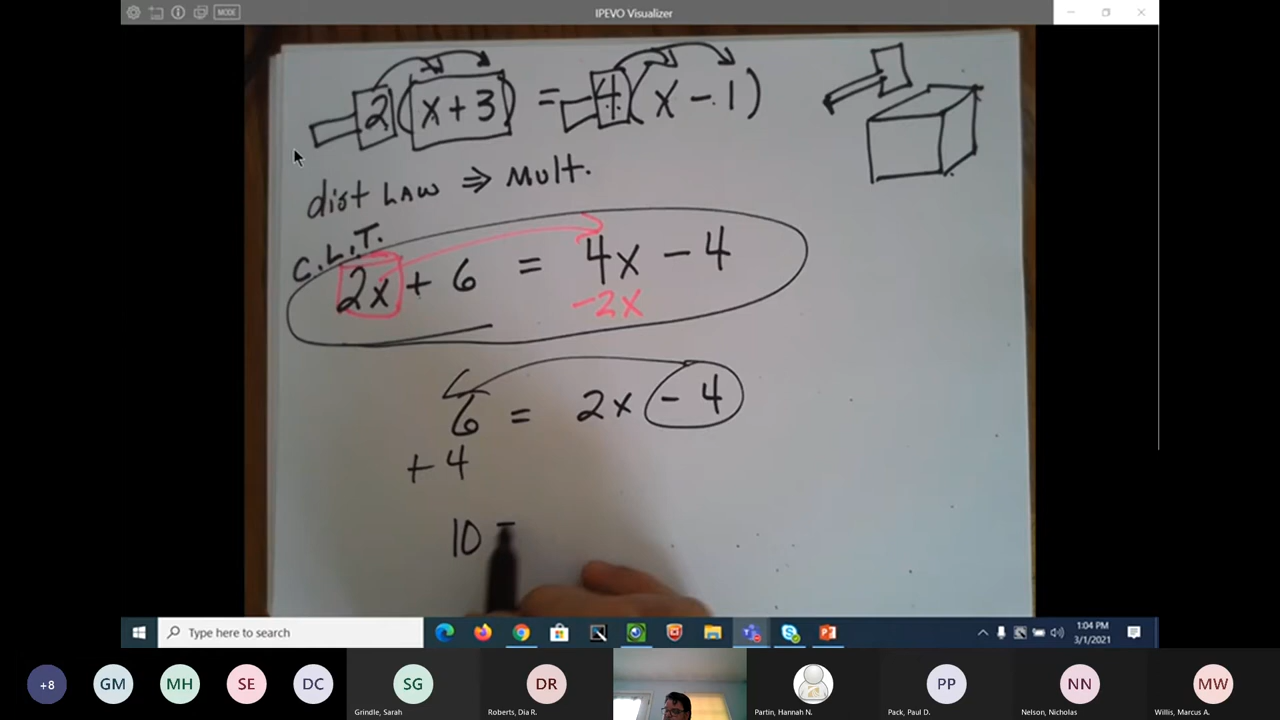 IPEVO Visualizer
MODE
2(x+3) = 4(x-1)
dist LAW ⇒ MULT.
C.L.T.
2x + 6 = 4x - 4
-2x
6 = 2x - 4
+ 4
10 =
Type here to search
1:04 PM
3/1/2021
+8
GM
MH
SE
DC
SG
DR
PP
NN
MW
Grindle, Sarah
Roberts, Dia R.
Partin, Hannah N.
Pack, Paul D.
Nelson, Nicholas
Willis, Marcus A.